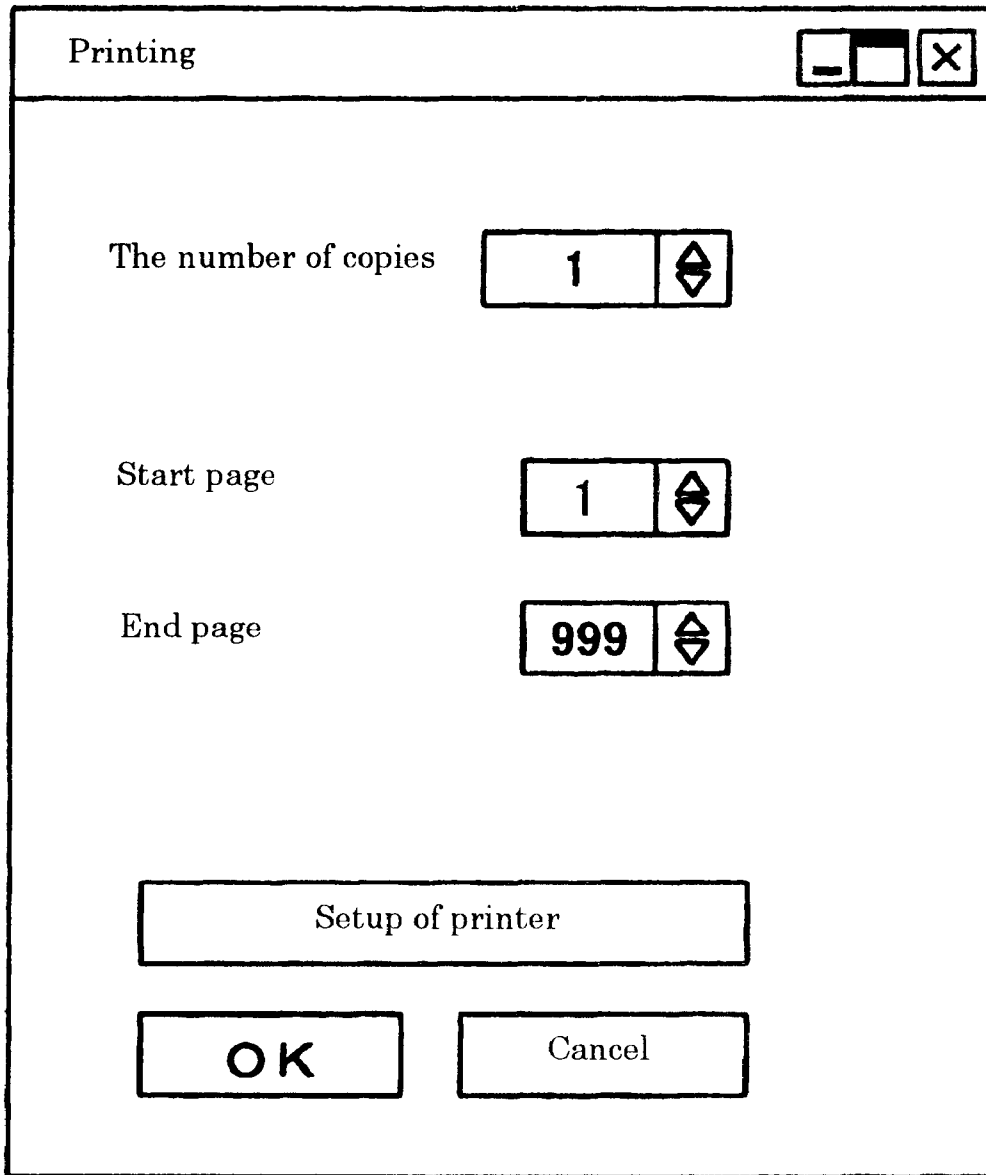 Printing
The number of copies 1
Start page 1
End page 999
Setup of printer
OK Cancel